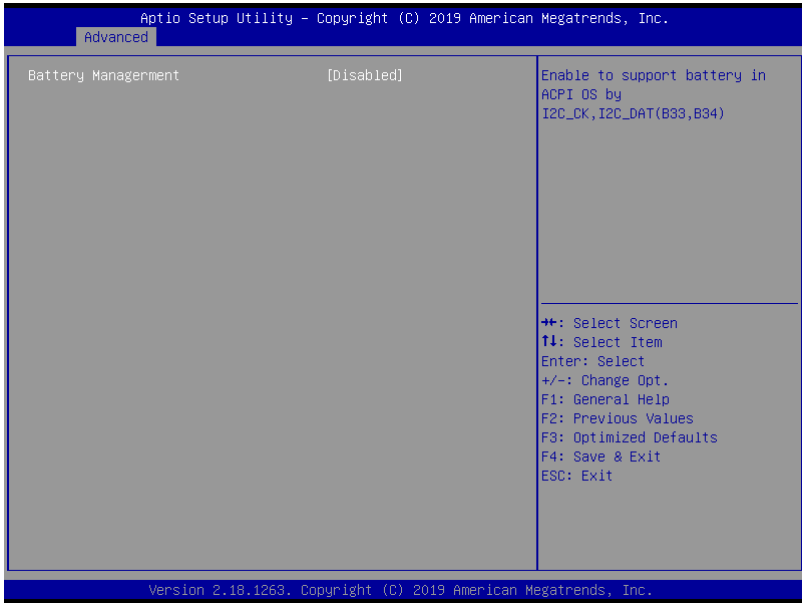 Aptio Setup Utility – Copyright (C) 2019 American Megatrends, Inc.
Advanced
Battery Managerment [Disabled]
Enable to support battery in
ACPI OS by
I2C_CK,I2C_DAT(B33,B34)
→←: Select Screen
↑↓: Select Item
Enter: Select
+/-: Change Opt.
F1: General Help
F2: Previous Values
F3: Optimized Defaults
F4: Save & Exit
ESC: Exit
Version 2.18.1263. Copyright (C) 2019 American Megatrends, Inc.